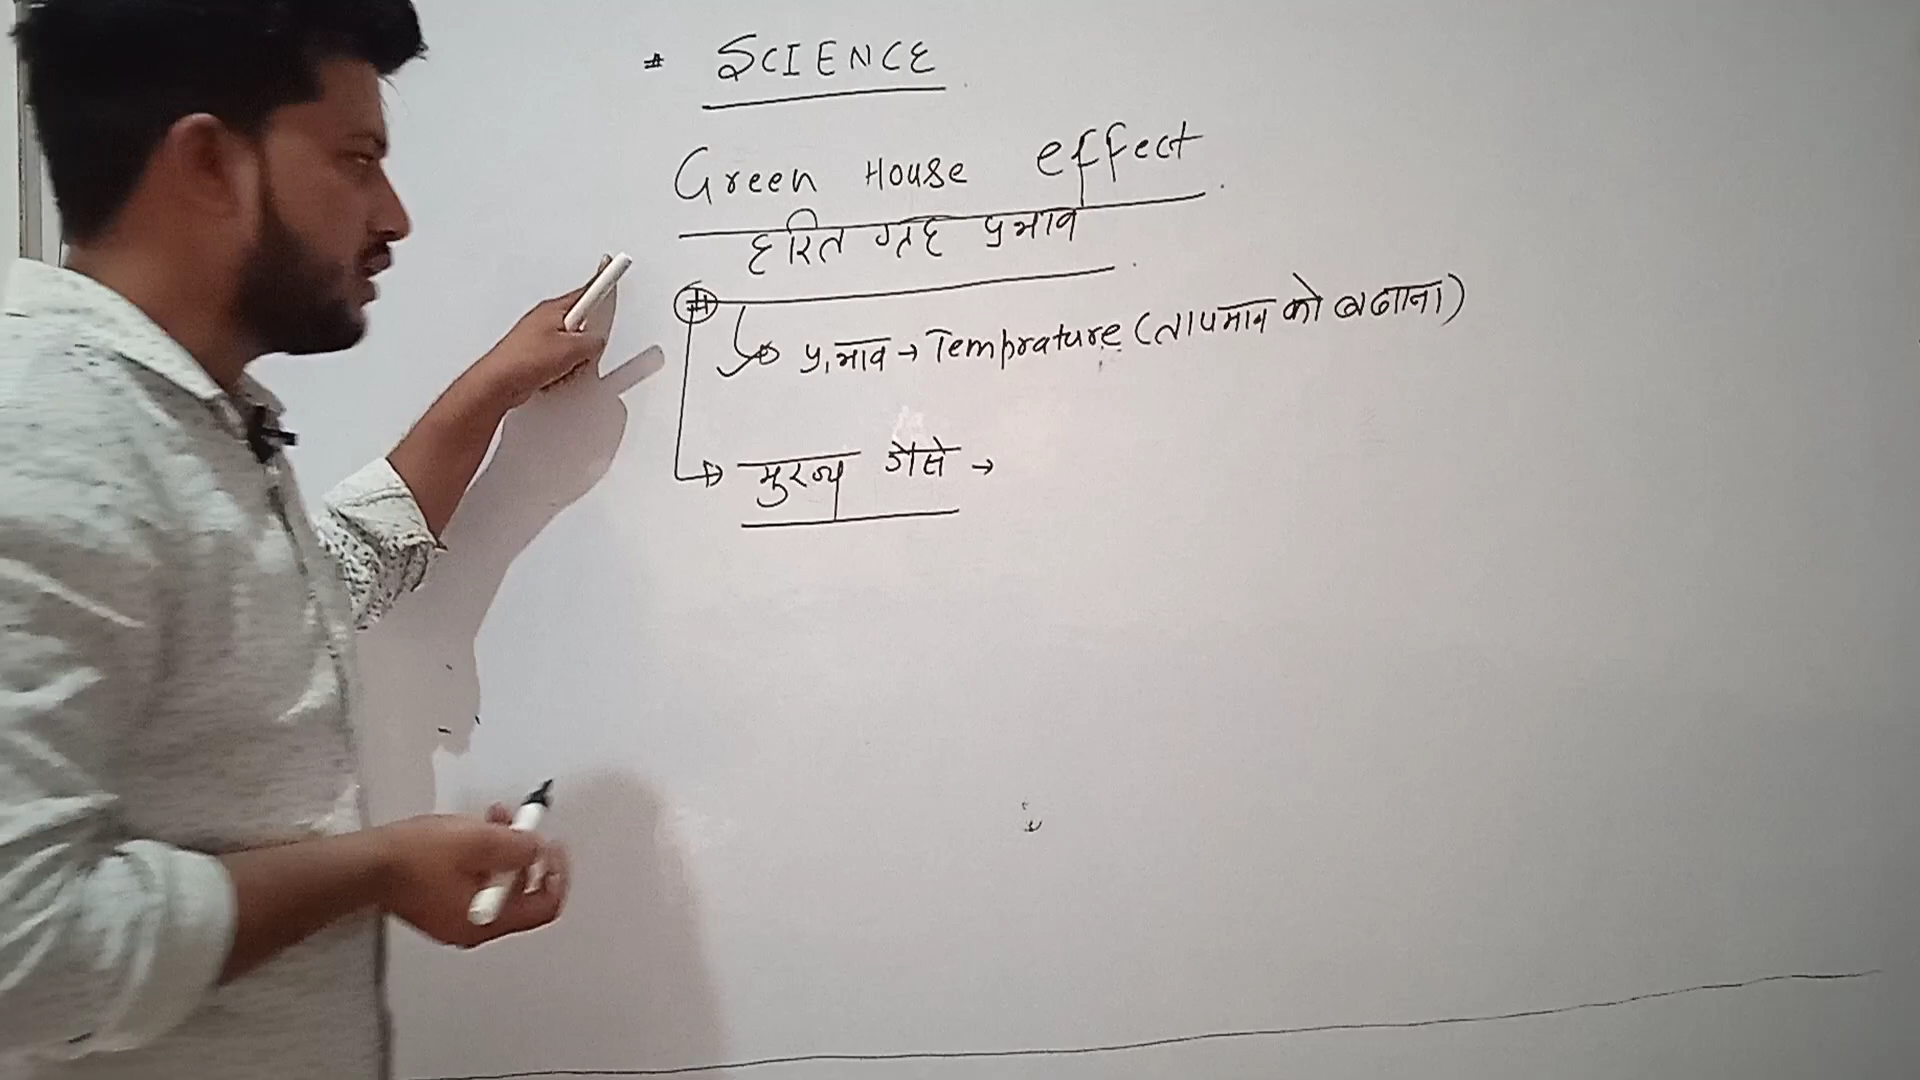 # SCIENCE
Green House effect
हरित गृह प्रभाव
# प्रभाव → Temprature (तापमान को बढाना)
मुख्य गैसे →